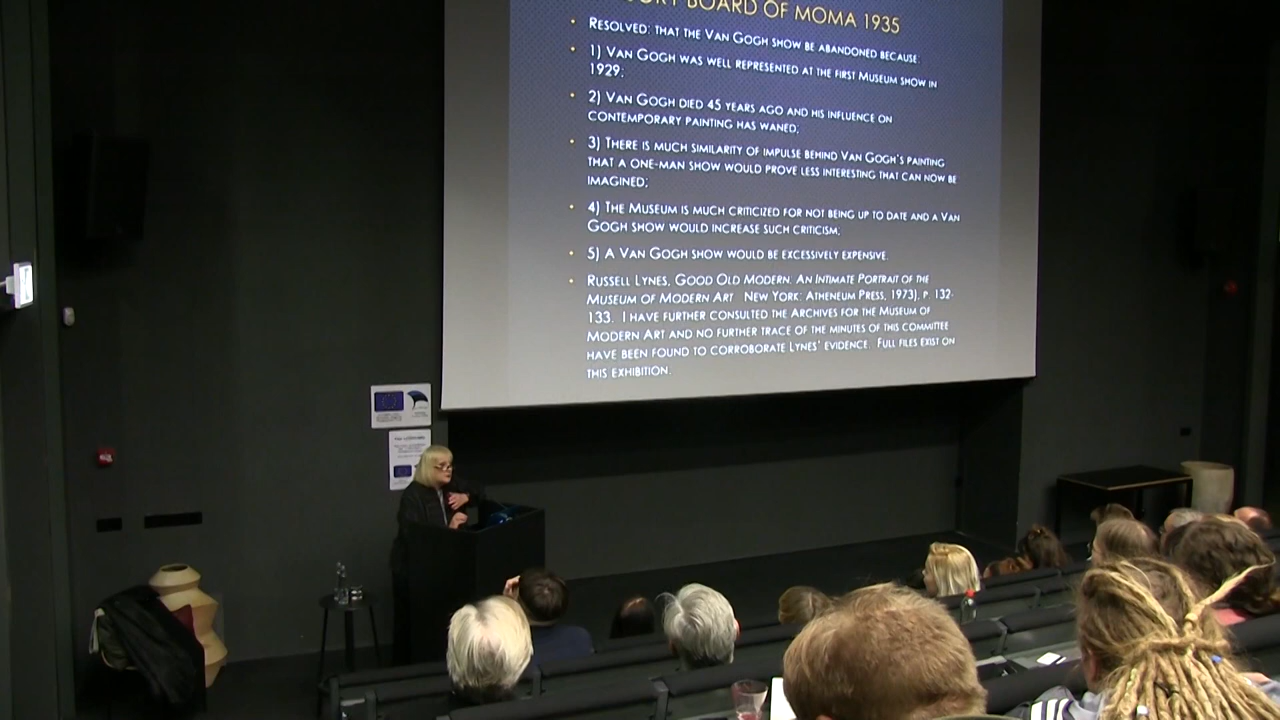 BOARD OF MOMA 1935
RESOLVED: THAT THE VAN GOGH SHOW BE ABANDONED BECAUSE:
1) VAN GOGH WAS WELL REPRESENTED AT THE FIRST MUSEUM SHOW IN
1929;
2) VAN GOGH DIED 45 YEARS AGO AND HIS INFLUENCE ON
CONTEMPORARY PAINTING HAS WANED;
3) THERE IS MUCH SIMILARITY OF IMPULSE BEHIND VAN GOGH'S PAINTING
THAT A ONE-MAN SHOW WOULD PROVE LESS INTERESTING THAT CAN NOW BE
IMAGINED;
4) THE MUSEUM IS MUCH CRITICIZED FOR NOT BEING UP TO DATE AND A VAN
GOGH SHOW WOULD INCREASE SUCH CRITICISM;
5) A VAN GOGH SHOW WOULD BE EXCESSIVELY EXPENSIVE.
RUSSELL LYNES, GOOD OLD MODERN: AN INTIMATE PORTRAIT OF THE
MUSEUM OF MODERN ART NEW YORK: ATHENEUM PRESS, 1973), P. 132-
133. I HAVE FURTHER CONSULTED THE ARCHIVES FOR THE MUSEUM OF
MODERN ART AND NO FURTHER TRACE OF THE MINUTES OF THIS COMMITTEE
HAVE BEEN FOUND TO CORROBORATE LYNES' EVIDENCE. FULL FILES EXIST ON
THIS EXHIBITION.